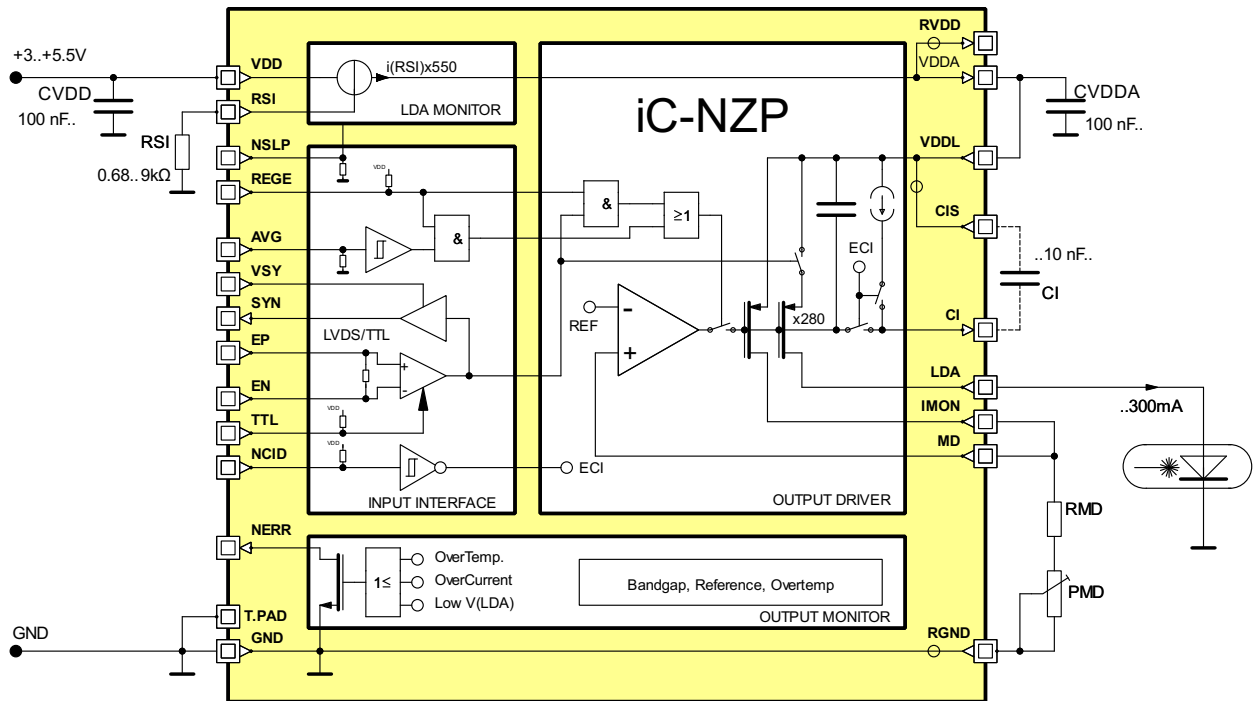 +3..+5.5V
CVDD
100 nF..
RSI
0.68..9kΩ
GND
VDD
RSI
NSLP
REGE
AVG
VSY
SYN
EP
EN
TTL
NCID
NERR
T.PAD
GND
i(RSI)x550
LDA MONITOR
VDD
&
LVDS/TTL
+
-
VDD
VDD
INPUT INTERFACE
iC-NZP
&
≥1
ECI
REF
-
+
x280
ECI
OUTPUT DRIVER
1≤
OverTemp.
OverCurrent
Low V(LDA)
Bandgap, Reference, Overtemp
OUTPUT MONITOR
RVDD
VDDA
VDDL
CIS
CI
LDA
IMON
MD
RGND
CVDDA
100 nF..
..10 nF..
CI
..300mA
RMD
PMD